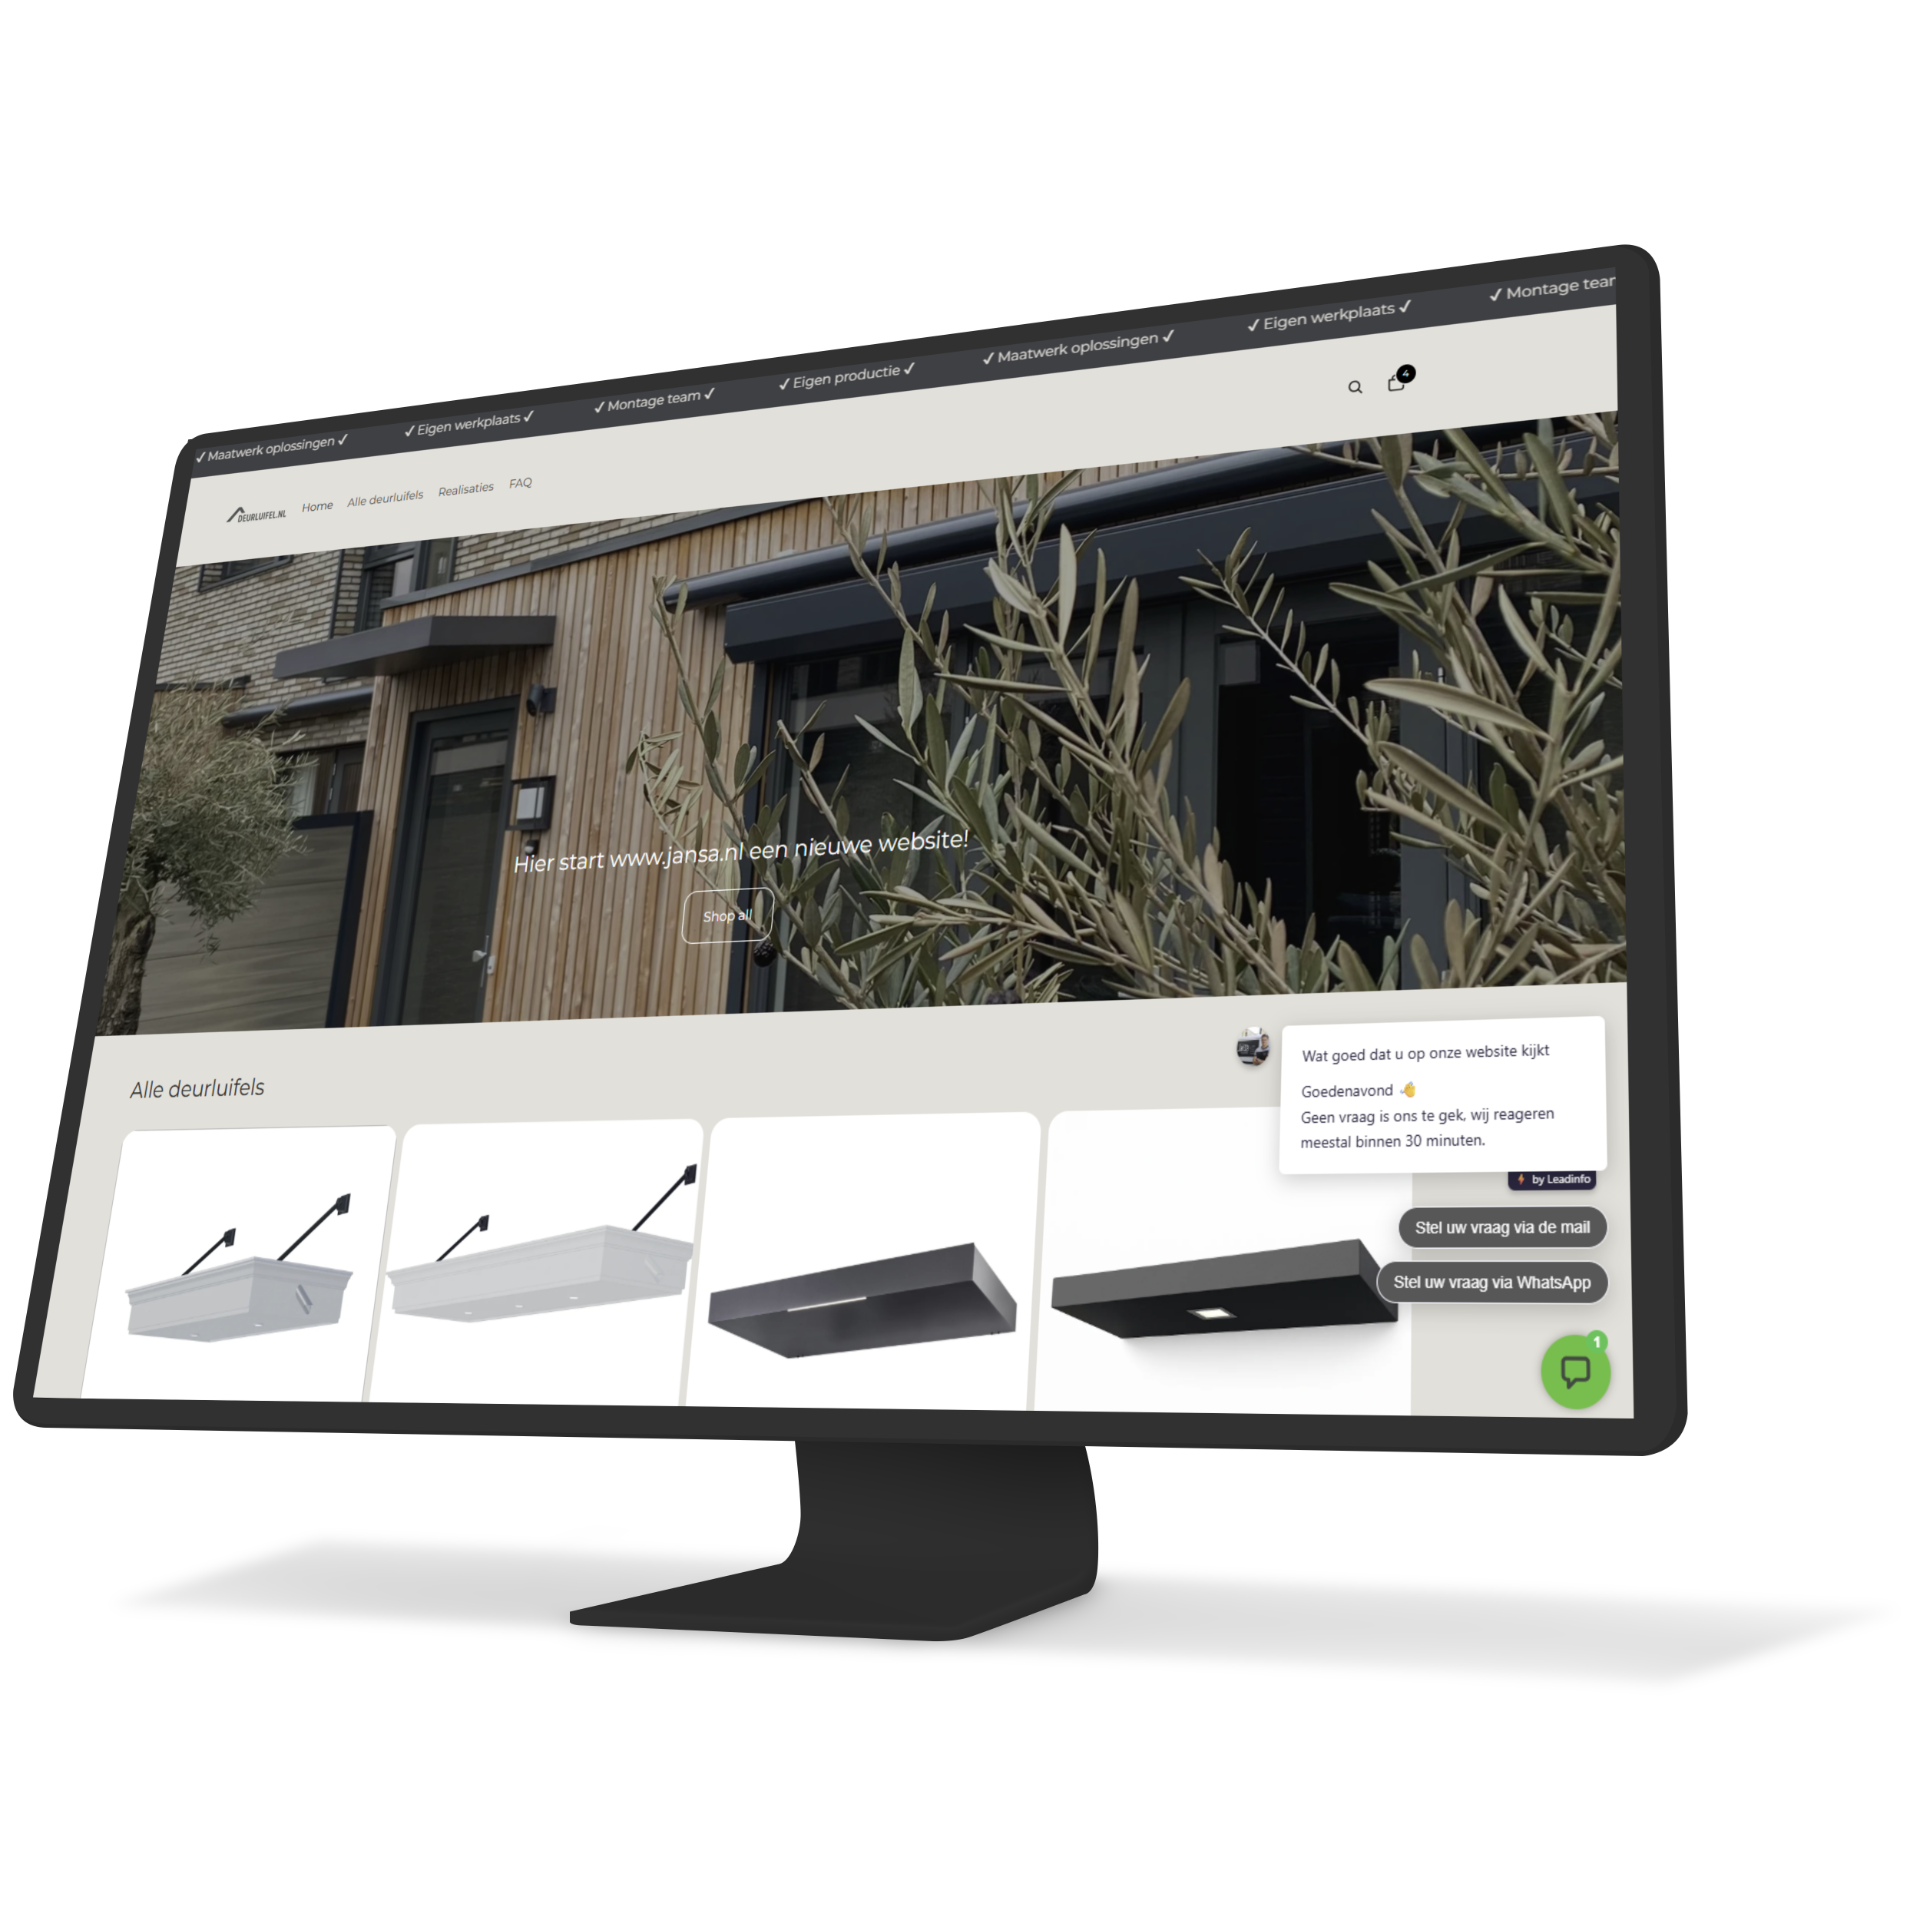 ✓ Maatwerk oplossingen ✓ ✓ Eigen werkplaats ✓ ✓ Montage team ✓ ✓ Eigen productie ✓ ✓ Maatwerk oplossingen ✓ ✓ Eigen werkplaats ✓ ✓ Montage team
4
DEURLUIFEL.NL Home Alle deurluifels Realisaties FAQ
Hier start www.jansa.nl een nieuwe website!
Shop all
Alle deurluifels
Wat goed dat u op onze website kijkt
Goedenavond 👋
Geen vraag is ons te gek, wij reageren
meestal binnen 30 minuten.
by Leadinfo
Stel uw vraag via de mail
Stel uw vraag via WhatsApp
1